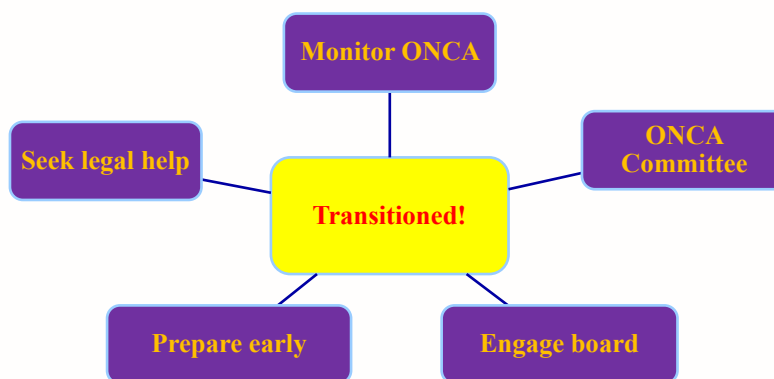 Monitor ONCA
ONCA
Committee
Seek legal help
Transitioned!
Prepare early
Engage board